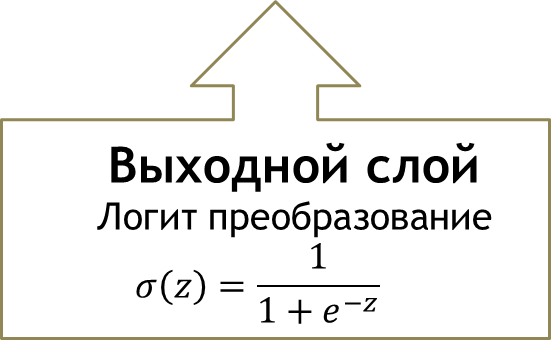 Выходной слой
Логит преобразование
σ(z) = 1 / (1 + e^{−z})